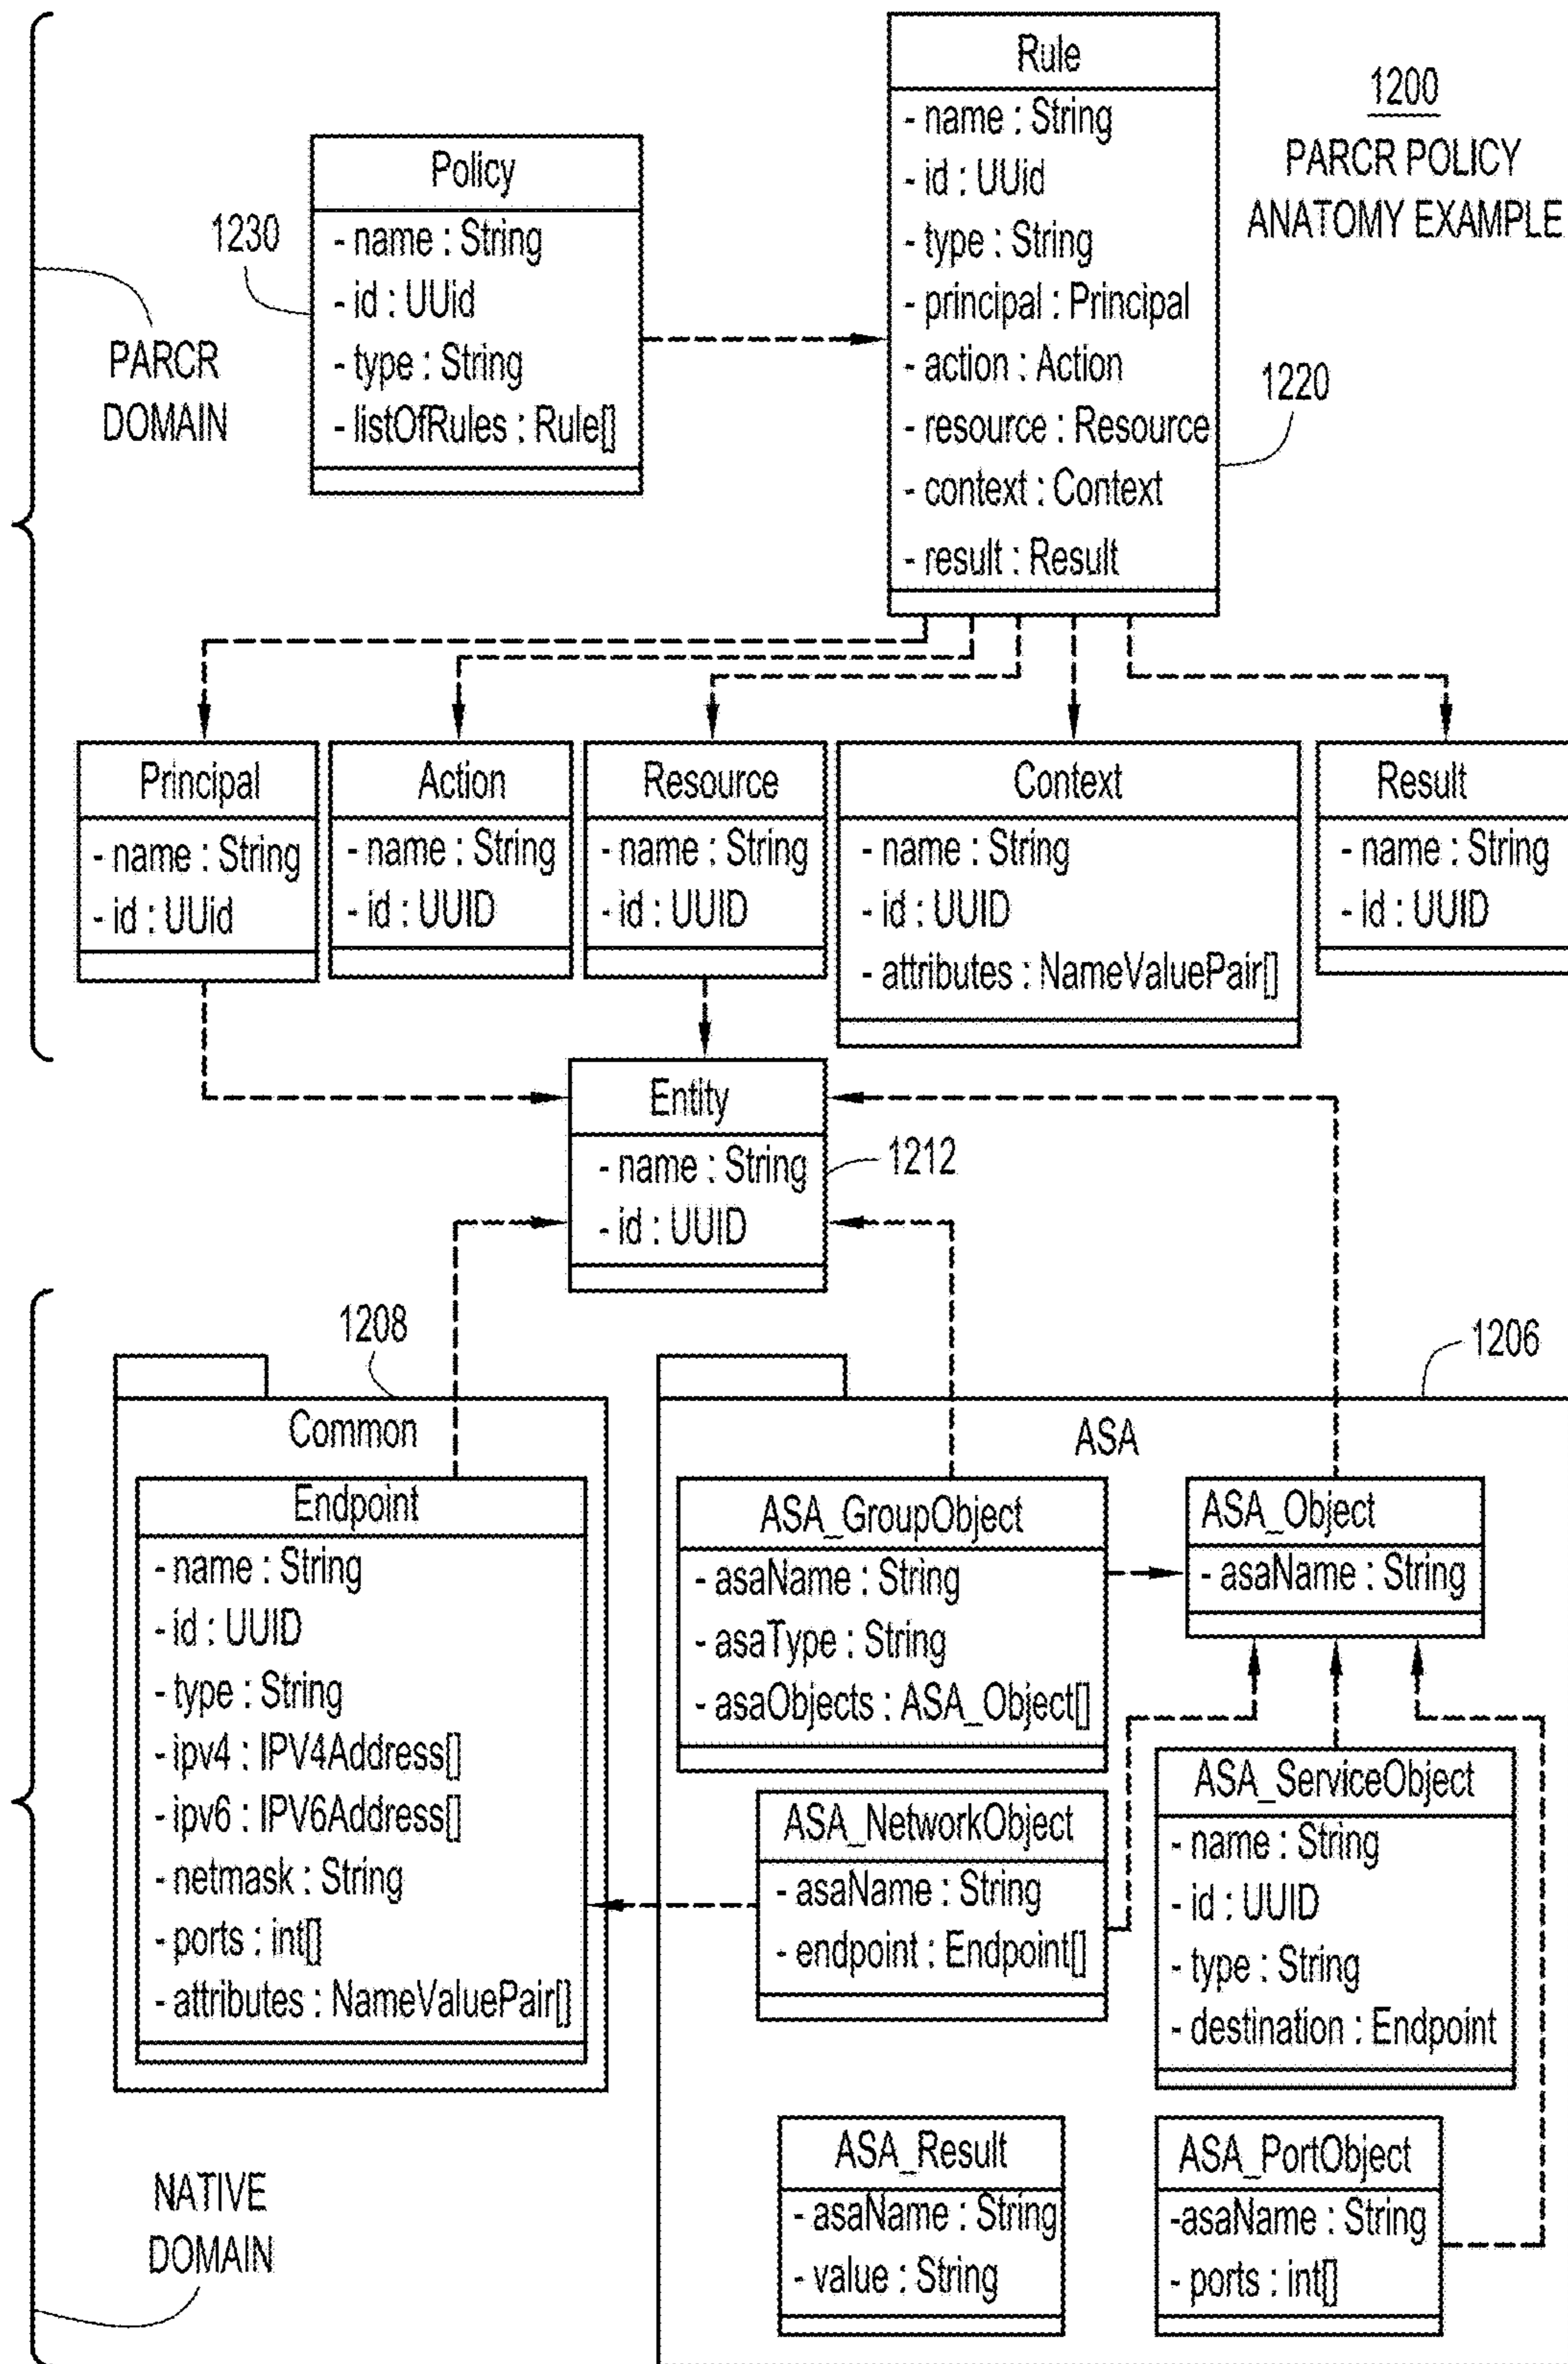 1200
PARCR POLICY
ANATOMY EXAMPLE
PARCR
DOMAIN
1230
Policy
- name : String
- id : UUid
- type : String
- listOfRules : Rule[]
Rule
- name : String
- id : UUid
- type : String
- principal : Principal
- action : Action
- resource : Resource
- context : Context
- result : Result
1220
Principal
- name : String
- id : UUid
Action
- name : String
- id : UUID
Resource
- name : String
- id : UUID
Context
- name : String
- id : UUID
- attributes : NameValuePair[]
Result
- name : String
- id : UUID
Entity
- name : String
- id : UUID
1212
1208
Common
Endpoint
- name : String
- id : UUID
- type : String
- ipv4 : IPV4Address[]
- ipv6 : IPV6Address[]
- netmask : String
- ports : int[]
- attributes : NameValuePair[]
1206
ASA
ASA_GroupObject
- asaName : String
- asaType : String
- asaObjects : ASA_Object[]
ASA_Object
- asaName : String
ASA_NetworkObject
- asaName : String
- endpoint : Endpoint[]
ASA_ServiceObject
- name : String
- id : UUID
- type : String
- destination : Endpoint
ASA_Result
- asaName : String
- value : String
ASA_PortObject
-asaName : String
- ports : int[]
NATIVE
DOMAIN